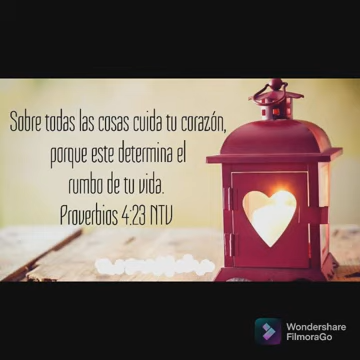 Sobre todas las cosas cuida tu corazón,
porque este determina el
rumbo de tu vida.
Proverbios 4:23 NTV
Wondershare
FilmoraGo